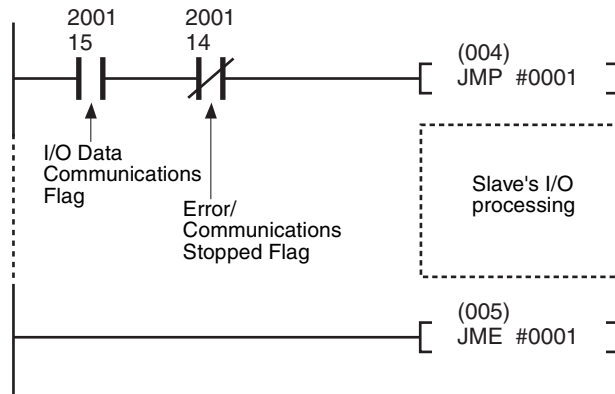 2001 2001
15 14
(004)
JMP #0001
I/O Data
Communications
Flag
Error/
Communications
Stopped Flag
Slave's I/O
processing
(005)
JME #0001